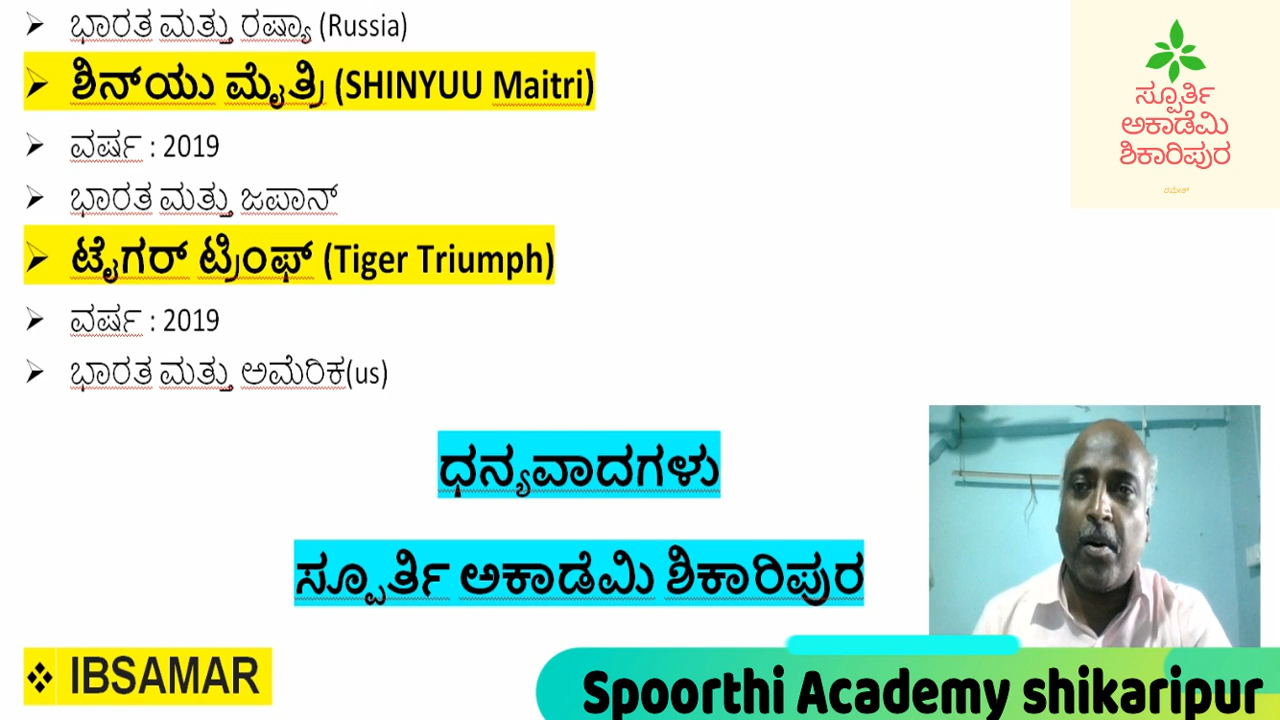 ಭಾರತ ಮತ್ತು ರಷ್ಯಾ (Russia)
ಶಿನ್‌ಯು ಮೈತ್ರಿ (SHINYUU Maitri)
ವರ್ಷ : 2019
ಭಾರತ ಮತ್ತು ಜಪಾನ್
ಟೈಗರ್ ಟ್ರಿಂಫ್ (Tiger Triumph)
ವರ್ಷ : 2019
ಭಾರತ ಮತ್ತು ಅಮೆರಿಕ(us)
ಧನ್ಯವಾದಗಳು
ಸ್ಪೂರ್ತಿ ಅಕಾಡೆಮಿ ಶಿಕಾರಿಪುರ
IBSAMAR
ಸ್ಪೂರ್ತಿ
ಅಕಾಡೆಮಿ
ಶಿಕಾರಿಪುರ
ರಮೇಶ್
Spoorthi Academy shikaripur